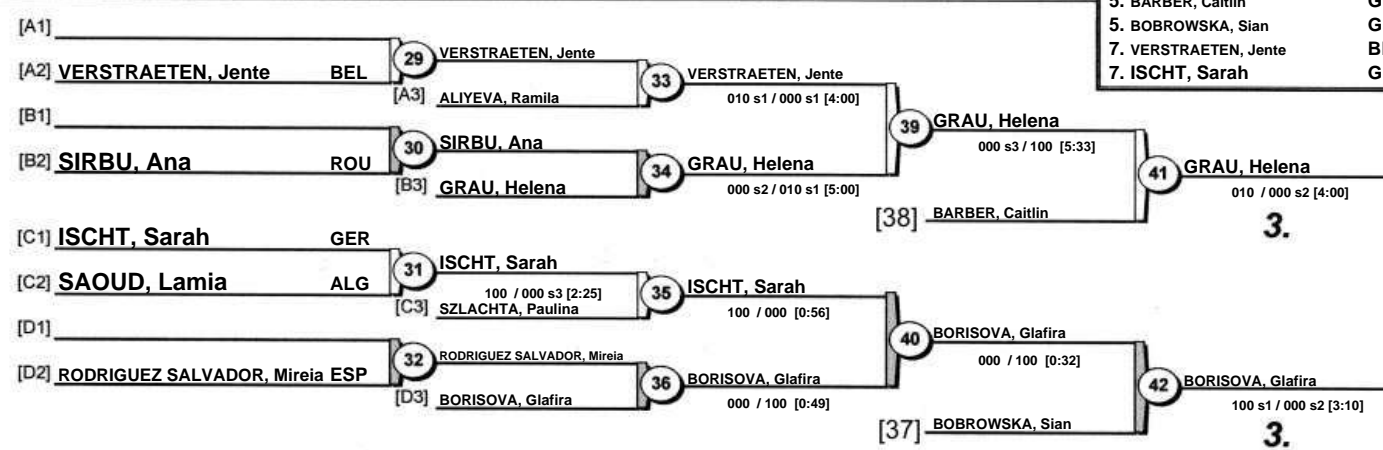 5. BARBER, Caitlin G
5. BOBROWSKA, Sian G
7. VERSTRAETEN, Jente B
7. ISCHT, Sarah G
[A1]
[A2] VERSTRAETEN, Jente BEL
29
VERSTRAETEN, Jente
[A3] ALIYEVA, Ramila
33
VERSTRAETEN, Jente
010 s1 / 000 s1 [4:00]
[B1]
[B2] SIRBU, Ana ROU
30
SIRBU, Ana
[B3] GRAU, Helena
34
GRAU, Helena
000 s2 / 010 s1 [5:00]
39
GRAU, Helena
000 s3 / 100 [5:33]
[38] BARBER, Caitlin
41
GRAU, Helena
010 / 000 s2 [4:00]
3.
[C1] ISCHT, Sarah GER
[C2] SAOUD, Lamia ALG
31
ISCHT, Sarah
100 / 000 s3 [2:25]
[C3] SZLACHTA, Paulina
35
ISCHT, Sarah
100 / 000 [0:56]
[D1]
[D2] RODRIGUEZ SALVADOR, Mireia ESP
32
RODRIGUEZ SALVADOR, Mireia
[D3] BORISOVA, Glafira
36
BORISOVA, Glafira
000 / 100 [0:49]
40
BORISOVA, Glafira
000 / 100 [0:32]
[37] BOBROWSKA, Sian
42
BORISOVA, Glafira
100 s1 / 000 s2 [3:10]
3.